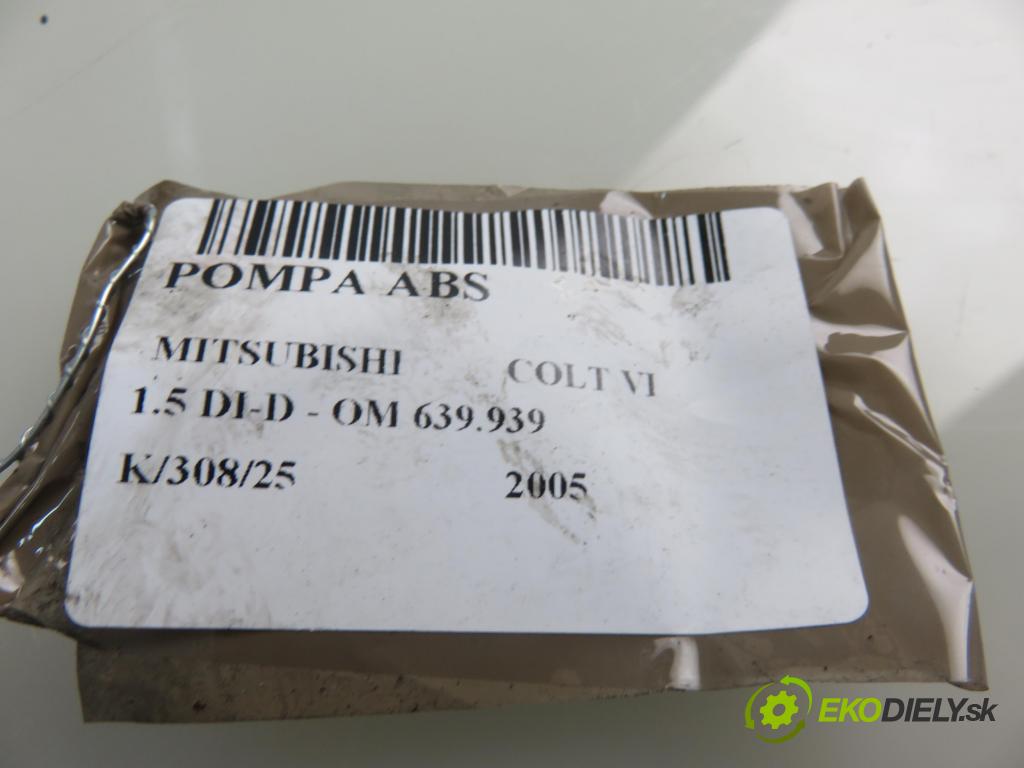 POMPA ABS
MITSUBISHI COLT VI
1.5 DI-D - OM 639.939
K/308/25 2005
EKODIELY.sk